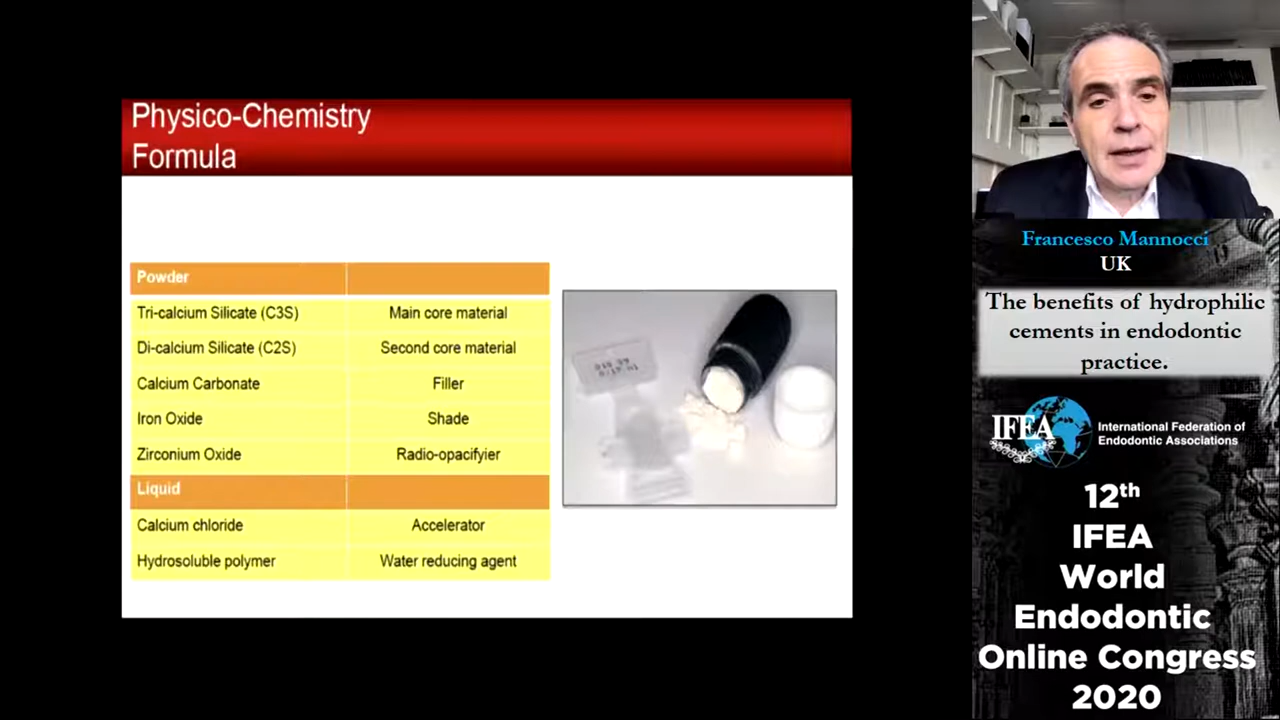 Physico-Chemistry
Formula
Powder
Tri-calcium Silicate (C3S) Main core material
Di-calcium Silicate (C2S) Second core material
Calcium Carbonate Filler
Iron Oxide Shade
Zirconium Oxide Radio-opacifyier
Liquid
Calcium chloride Accelerator
Hydrosoluble polymer Water reducing agent
Francesco Mannocci
UK
The benefits of hydrophilic
cements in endodontic
practice.
IFEA
International Federation of
Endodontic Associations
12th
IFEA
World
Endodontic
Online Congress
2020